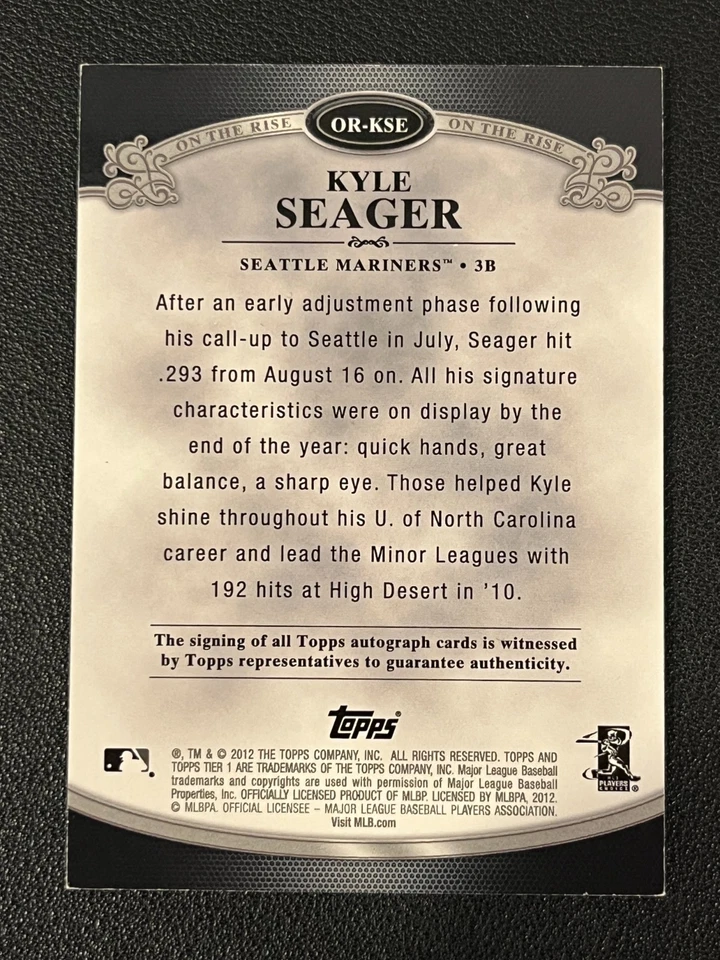 ON THE RISE OR-KSE ON THE RISE
KYLE
SEAGER
SEATTLE MARINERS™ • 3B
After an early adjustment phase following
his call-up to Seattle in July, Seager hit
.293 from August 16 on. All his signature
characteristics were on display by the
end of the year: quick hands, great
balance, a sharp eye. Those helped Kyle
shine throughout his U. of North Carolina
career and lead the Minor Leagues with
192 hits at High Desert in '10.
The signing of all Topps autograph cards is witnessed
by Topps representatives to guarantee authenticity.
topps®
®, TM & © 2012 THE TOPPS COMPANY, INC. ALL RIGHTS RESERVED. TOPPS AND
TOPPS TIER 1 ARE TRADEMARKS OF THE TOPPS COMPANY, INC. Major League Baseball
trademarks and copyrights are used with permission of Major League Baseball
Properties, Inc. OFFICIALLY LICENSED PRODUCT OF MLBP. LICENSED BY MLBPA, 2012.
© MLBPA. OFFICIAL LICENSEE – MAJOR LEAGUE BASEBALL PLAYERS ASSOCIATION.
Visit MLB.com
PLAYERS
CHOICE ®